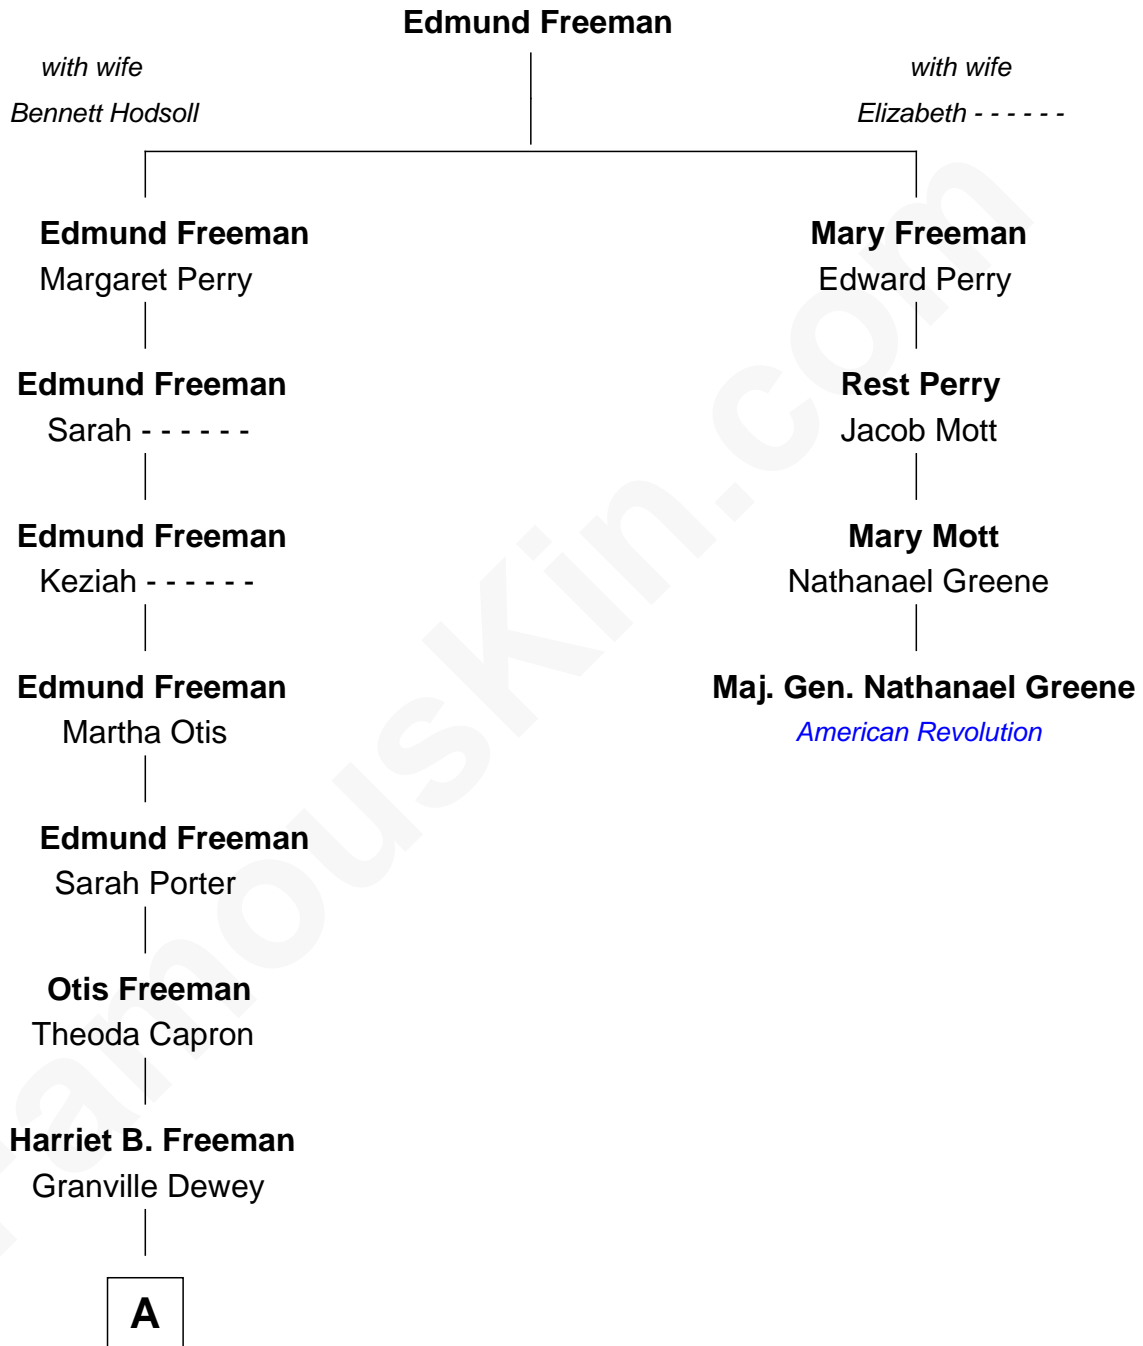 Edmund Freeman
with wife
Bennett Hodsoll
with wife
Elizabeth - - - - - -
Edmund Freeman
Margaret Perry
Mary Freeman
Edward Perry
Edmund Freeman
Sarah - - - - - -
Rest Perry
Jacob Mott
Edmund Freeman
Keziah - - - - - -
Mary Mott
Nathanael Greene
Edmund Freeman
Martha Otis
Maj. Gen. Nathanael Greene
American Revolution
Edmund Freeman
Sarah Porter
Otis Freeman
Theoda Capron
Harriet B. Freeman
Granville Dewey
A
FamousKin.com